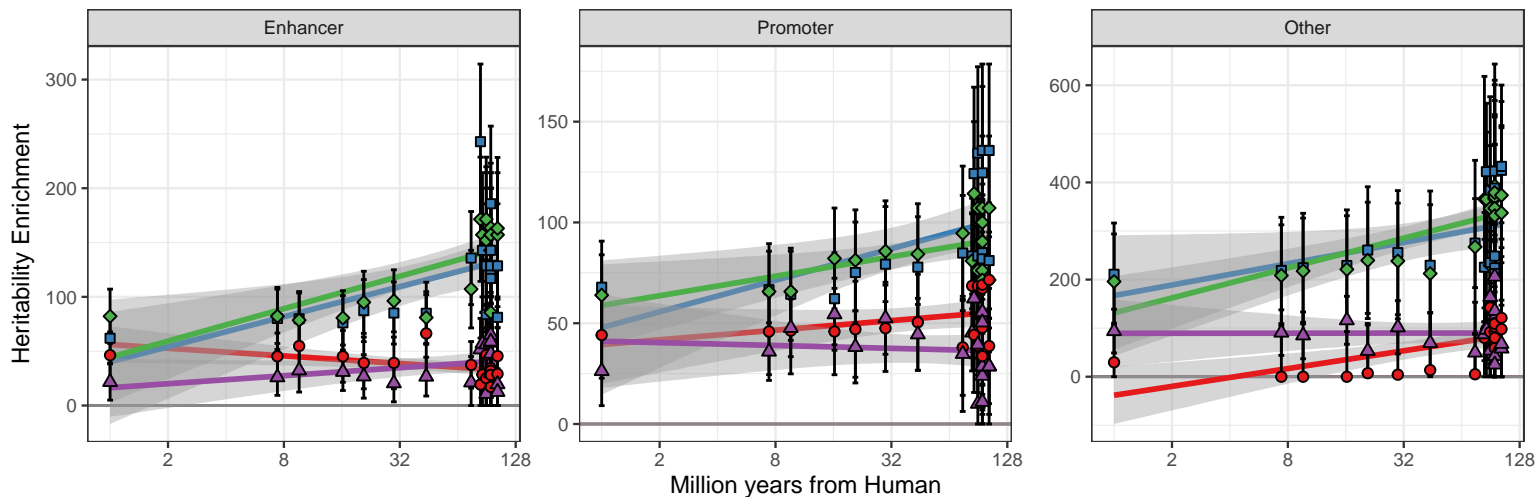 Enhancer
Promoter
Other
Heritability Enrichment
300
200
100
0
150
100
50
0
600
400
200
0
2 8 32 128
2 8 32 128
2 8 32 128
Million years from Human